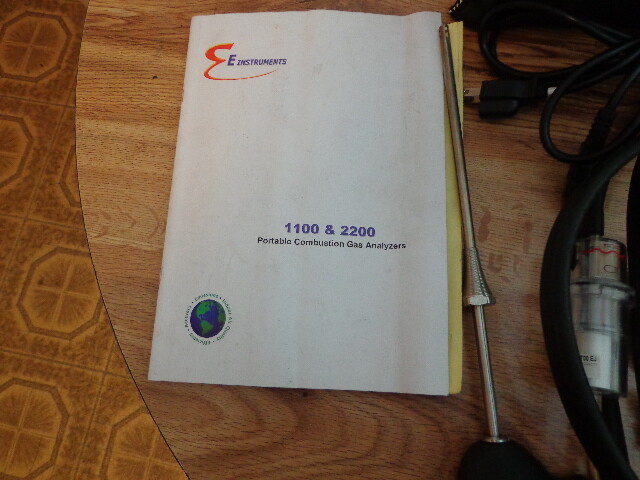 E INSTRUMENTS
1100 & 2200
Portable Combustion Gas Analyzers